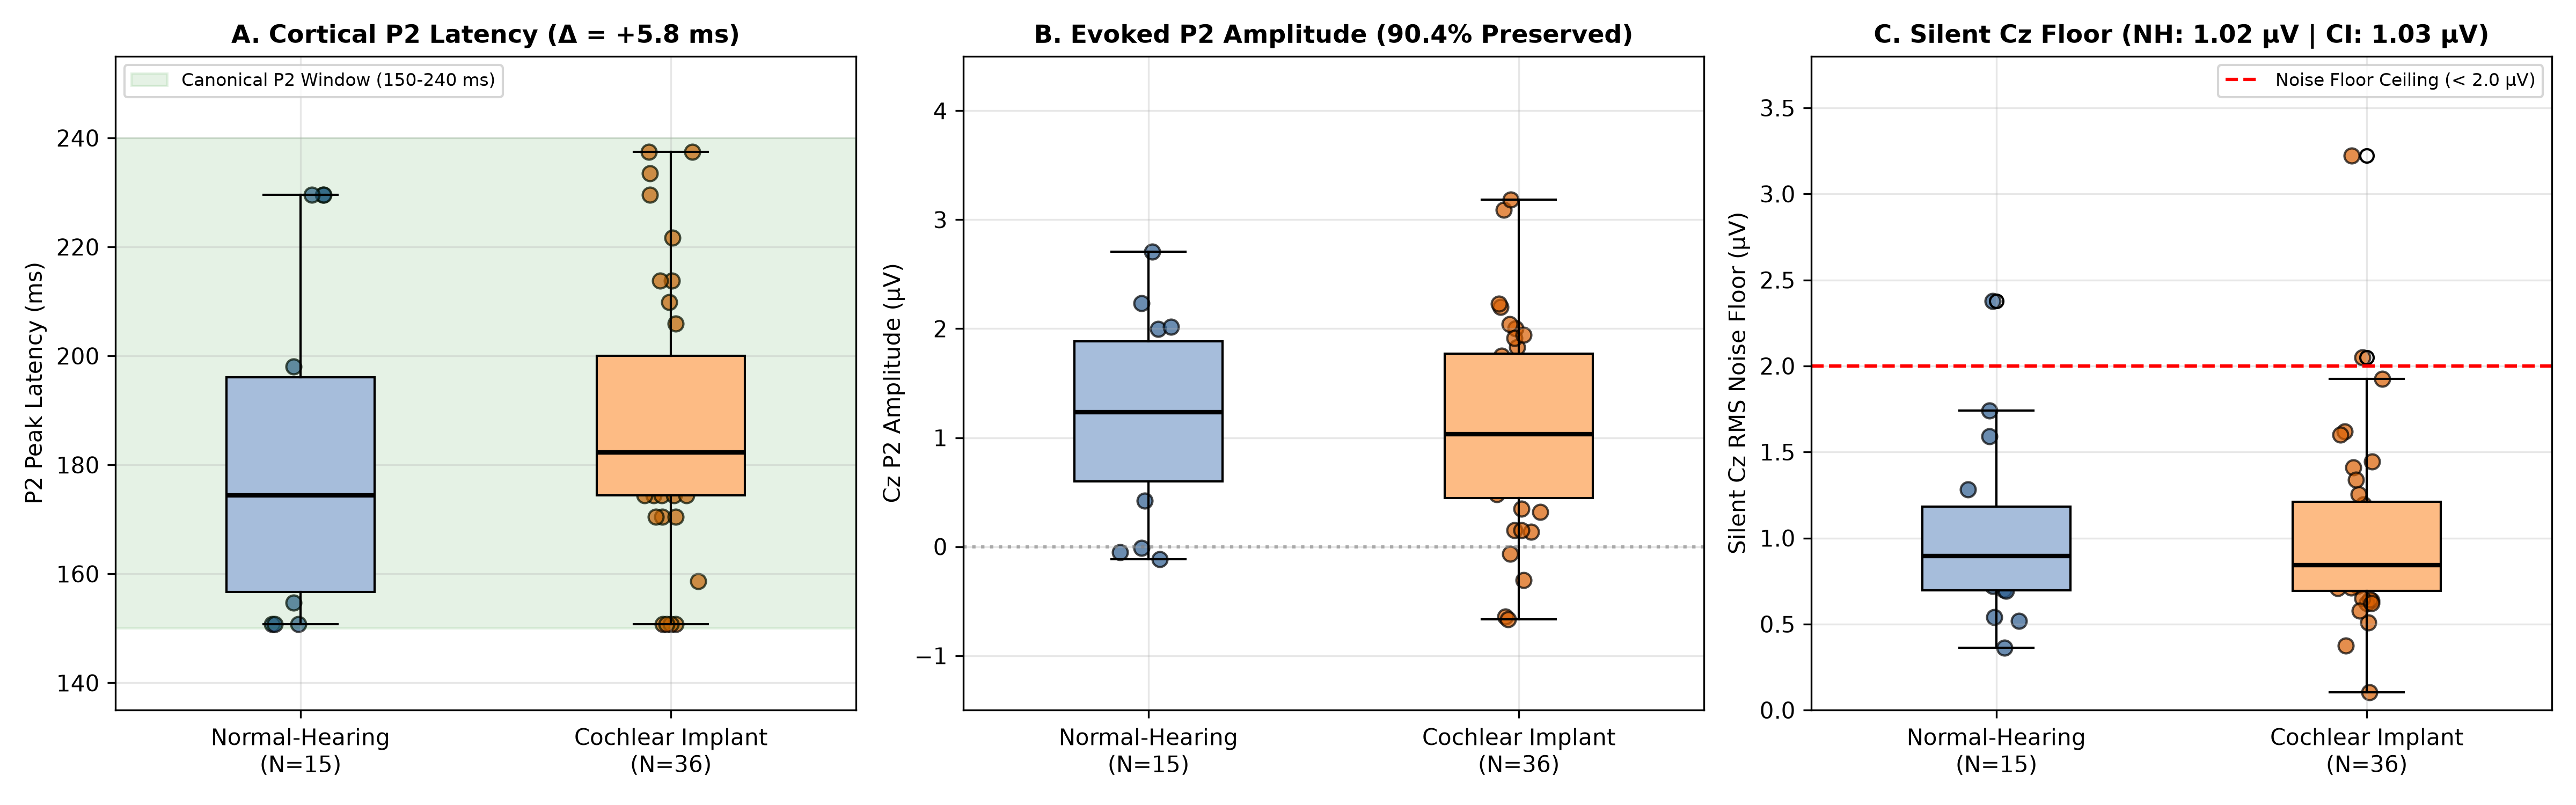 A. Cortical P2 Latency (Δ = +5.8 ms)
Canonical P2 Window (150-240 ms)
P2 Peak Latency (ms)
240
220
200
180
160
140
Normal-Hearing
(N=15)
Cochlear Implant
(N=36)
B. Evoked P2 Amplitude (90.4% Preserved)
Cz P2 Amplitude (µV)
4
3
2
1
0
−1
Normal-Hearing
(N=15)
Cochlear Implant
(N=36)
C. Silent Cz Floor (NH: 1.02 µV | CI: 1.03 µV)
Noise Floor Ceiling (< 2.0 µV)
Silent Cz RMS Noise Floor (µV)
3.5
3.0
2.5
2.0
1.5
1.0
0.5
0.0
Normal-Hearing
(N=15)
Cochlear Implant
(N=36)